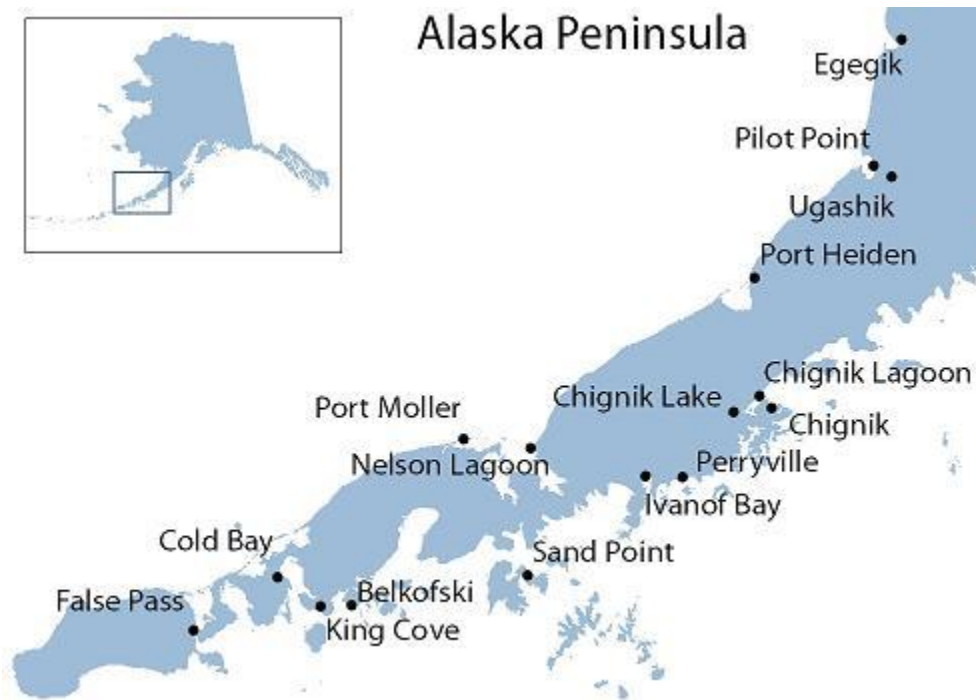 Alaska Peninsula
Egegik
Pilot Point
Ugashik
Port Heiden
Chignik Lagoon
Chignik Lake
Chignik
Port Moller
Nelson Lagoon
Perryville
Ivanof Bay
Cold Bay
Sand Point
False Pass
Belkofski
King Cove